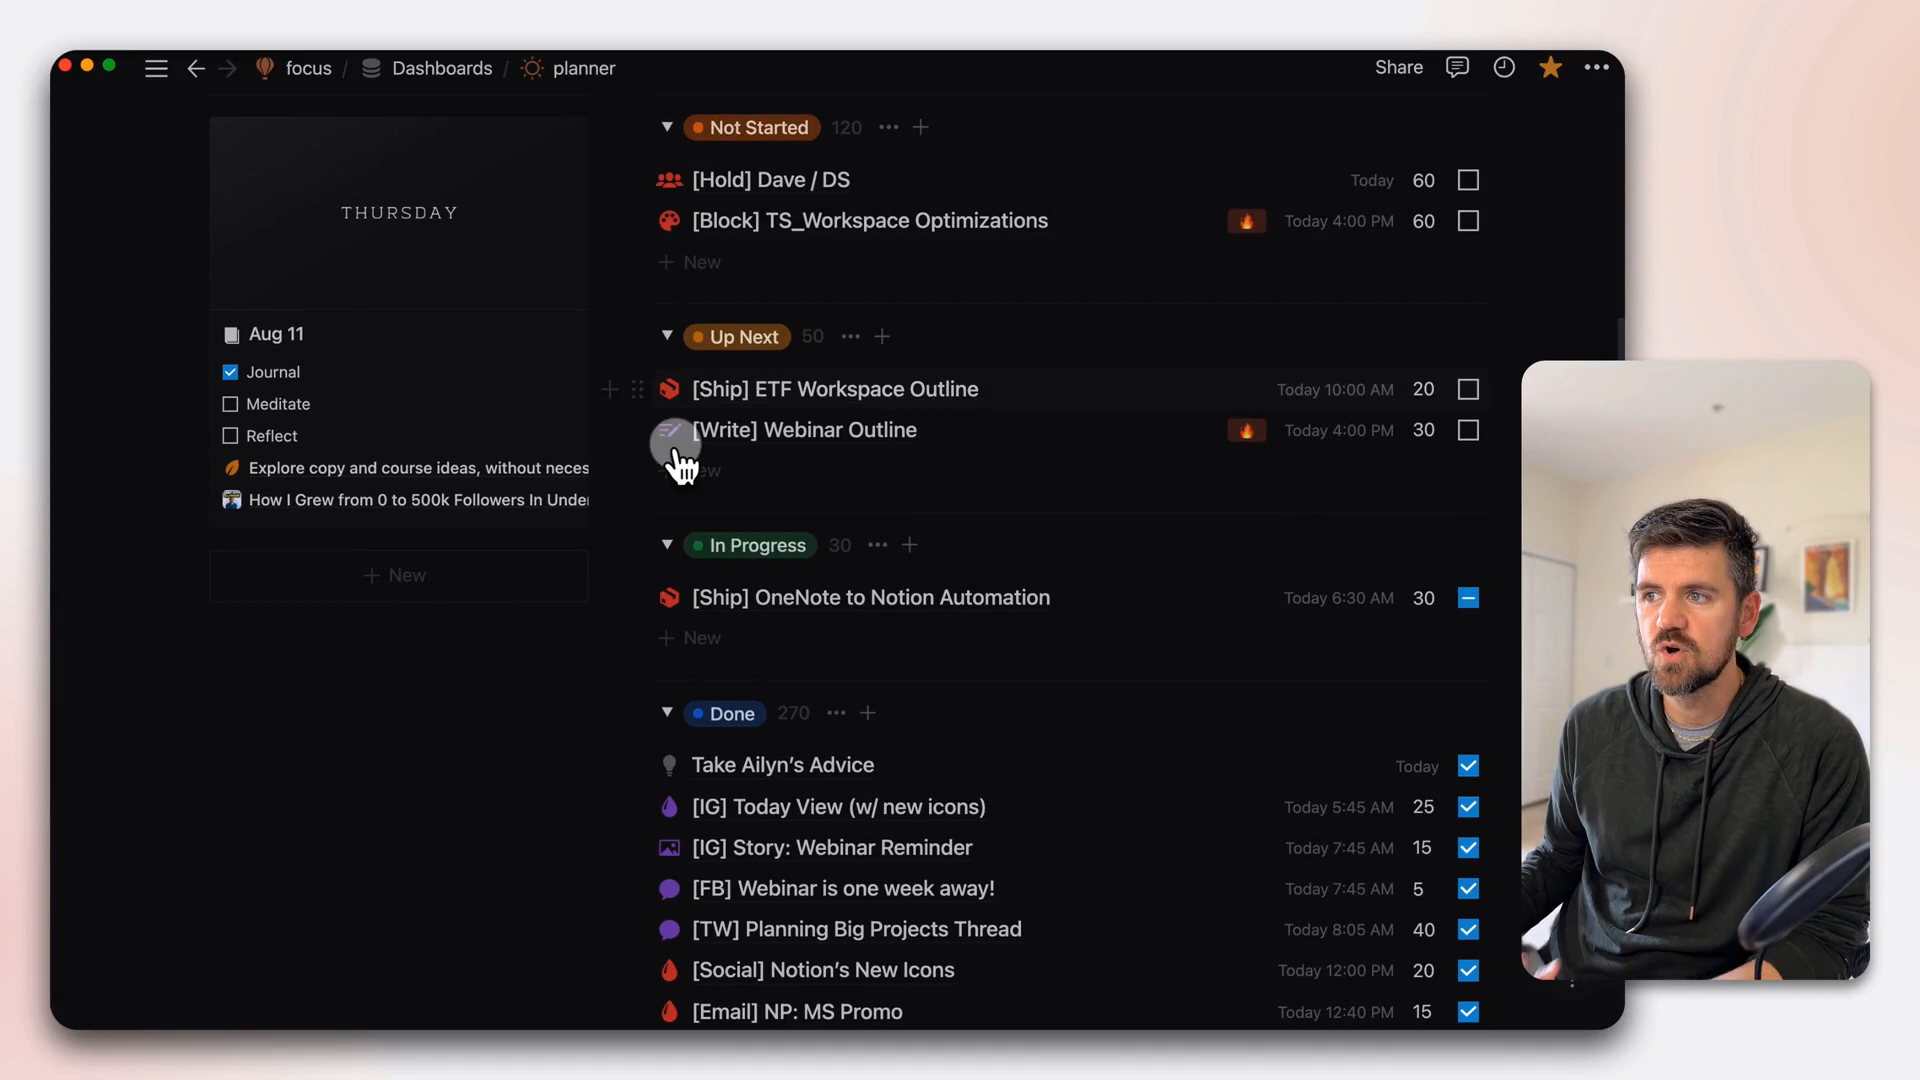 focus / Dashboards / planner
Share
THURSDAY
Aug 11
Journal
Meditate
Reflect
Explore copy and course ideas, without neces
How I Grew from 0 to 500k Followers In Unde
+ New
Not Started 120
[Hold] Dave / DS Today 60
[Block] TS_Workspace Optimizations Today 4:00 PM 60
+ New
Up Next 50
[Ship] ETF Workspace Outline Today 10:00 AM 20
[Write] Webinar Outline Today 4:00 PM 30
In Progress 30
[Ship] OneNote to Notion Automation Today 6:30 AM 30
+ New
Done 270
Take Ailyn's Advice Today
[IG] Today View (w/ new icons) Today 5:45 AM 25
[IG] Story: Webinar Reminder Today 7:45 AM 15
[FB] Webinar is one week away! Today 7:45 AM 5
[TW] Planning Big Projects Thread Today 8:05 AM 40
[Social] Notion's New Icons Today 12:00 PM 20
[Email] NP: MS Promo Today 12:40 PM 15